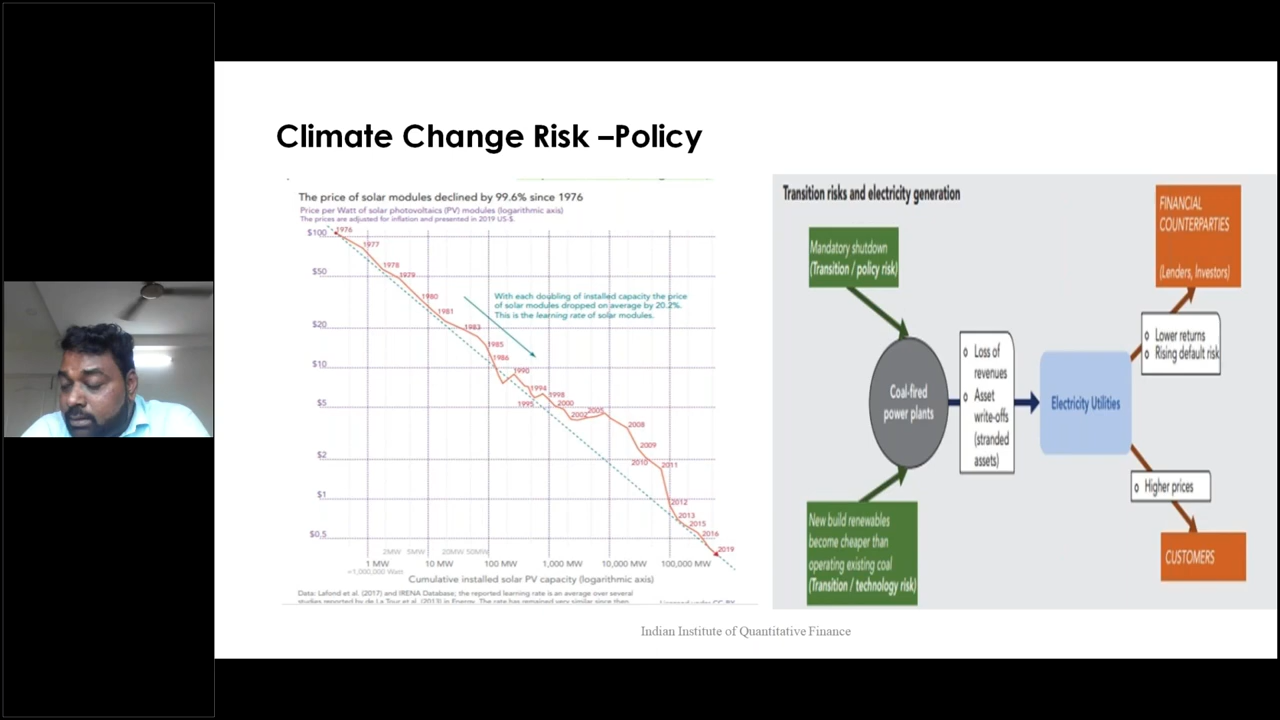 Climate Change Risk –Policy
The price of solar modules declined by 99.6% since 1976
Price per Watt of solar photovoltaics (PV) modules (logarithmic axis)
The prices are adjusted for inflation and presented in 2019 US-$.
$100
$50
$20
$10
$5
$2
$1
$0.5
1976
1977
1978
1979
1980
1981
1983
1985
1986
1990
1994
1995
1998
2000
2002
2005
2008
2009
2010
2011
2012
2013
2015
2016
2019
With each doubling of installed capacity the price
of solar modules dropped on average by 20.2%.
This is the learning rate of solar modules.
2MW 5MW 20MW 50MW
1 MW 10 MW 100 MW 1,000 MW 10,000 MW 100,000 MW
=1,000,000 Watt
Cumulative installed solar PV capacity (logarithmic axis)
Data: Lafond et al. (2017) and IRENA Database; the reported learning rate is an average over several
studies reported by de La Tour et al. (2013) in Energy. The rate has remained very similar since then.
Licensed under CC-BY
Transition risks and electricity generation
Mandatory shutdown
(Transition / policy risk)
Coal-fired
power plants
New build renewables
become cheaper than
operating existing coal
(Transition / technology risk)
Loss of
revenues
Asset
write-offs
(stranded
assets)
Electricity Utilities
FINANCIAL
COUNTERPARTIES
(Lenders, Investors)
Lower returns
Rising default risk
Higher prices
CUSTOMERS
Indian Institute of Quantitative Finance